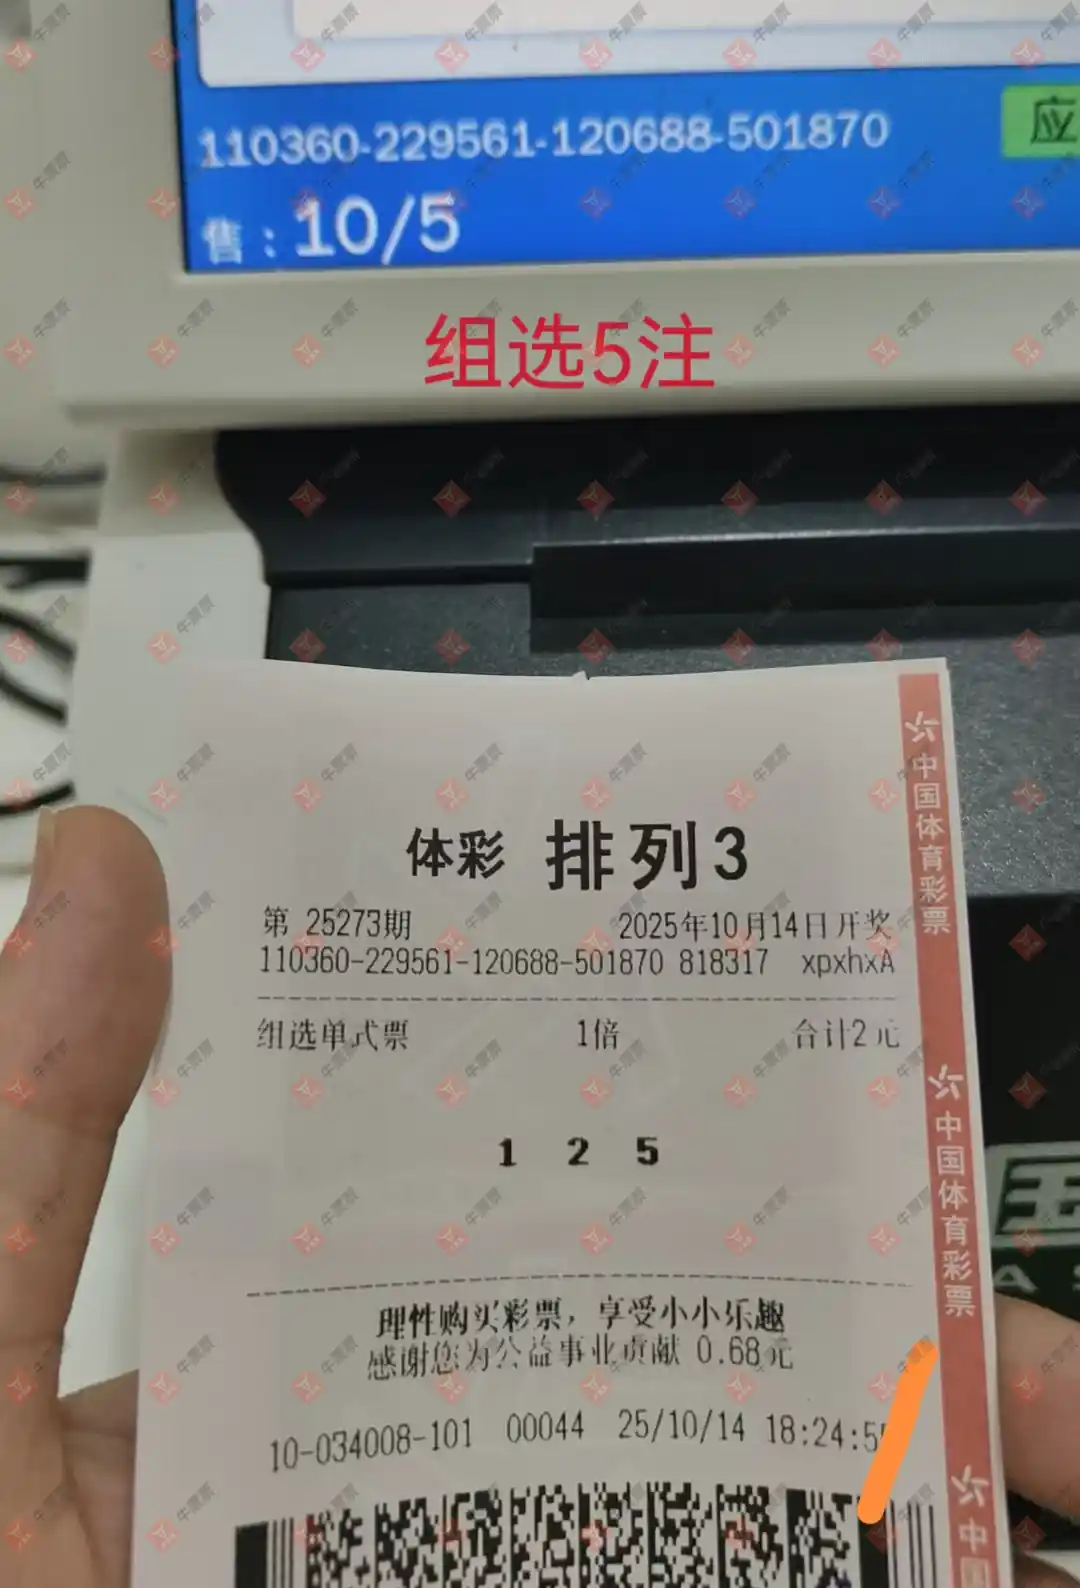 110360-229561-120688-501870
应
售：10/5
组选5注
体彩 排列3
第 25273期 2025年10月14日开奖
110360-229561-120688-501870 818317 xpxhxA
组选单式票 1倍 合计2元
1 2 5
理性购买彩票，享受小小乐趣
感谢您为公益事业贡献 0.68元
10-034008-101 00044 25/10/14 18:24:5
中国体育彩票
中国体育彩票
中国